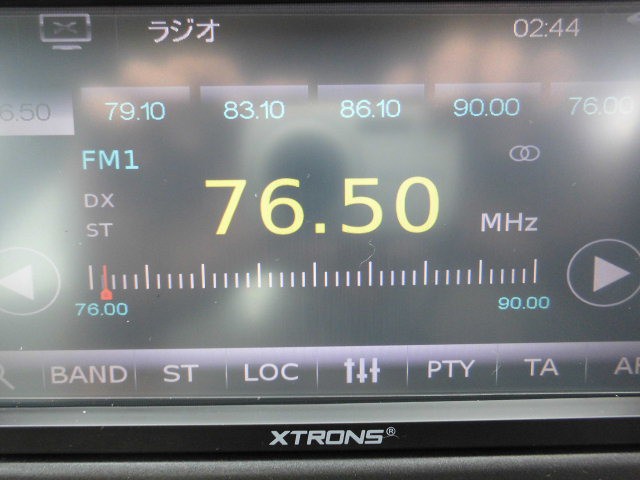 ラジオ 02:44
6.50 79.10 83.10 86.10 90.00 76.00
FM1
DX
ST
76.50 MHz
76.00 90.00
BAND ST LOC PTY TA AF
XTRONS®